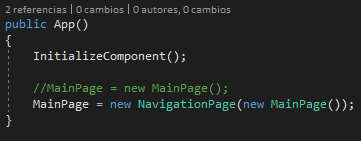 2 referencias | 0 cambios | 0 autores, 0 cambios
public App()
{
    InitializeComponent();
    //MainPage = new MainPage();
    MainPage = new NavigationPage(new MainPage());
}